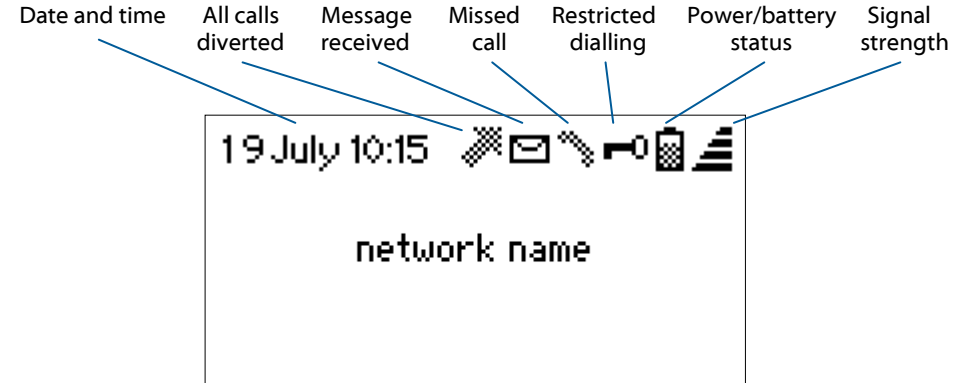 Date and time
All calls
diverted
Message
received
Missed
call
Restricted
dialling
Power/battery
status
Signal
strength
19 July 10:15
network name